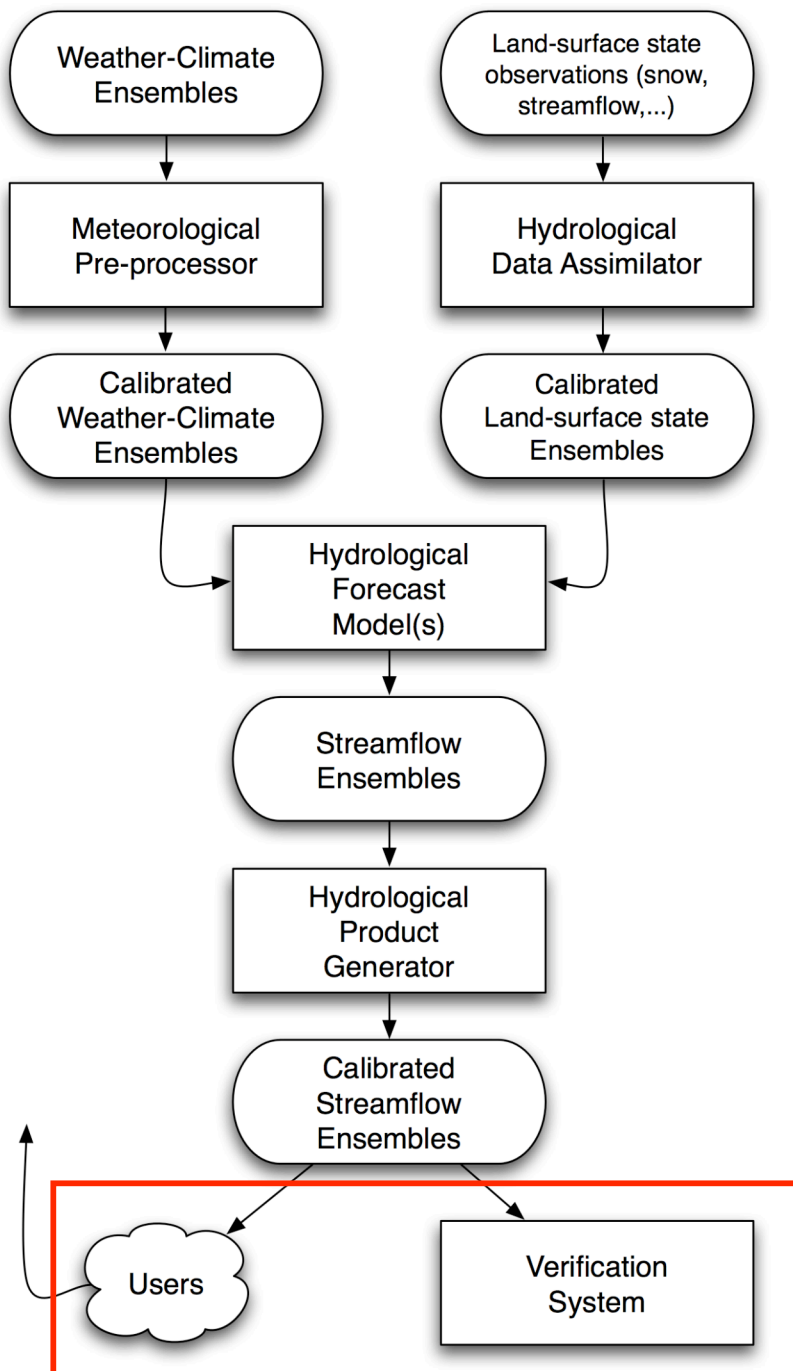 Weather-Climate
Ensembles
Land-surface state
observations (snow,
streamflow,...)
Meteorological
Pre-processor
Hydrological
Data Assimilator
Calibrated
Weather-Climate
Ensembles
Calibrated
Land-surface state
Ensembles
Hydrological
Forecast
Model(s)
Streamflow
Ensembles
Hydrological
Product
Generator
Calibrated
Streamflow
Ensembles
Users
Verification
System